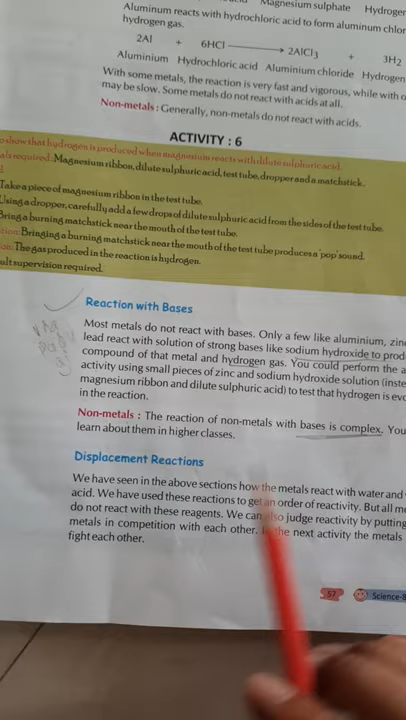 Magnesium sulphate Hydrogen
Aluminum reacts with hydrochloric acid to form aluminum chlor
hydrogen gas.
2Al + 6HCl → 2AlCl3 + 3H2
Aluminium Hydrochloric acid Aluminium chloride Hydrogen
With some metals, the reaction is very fast and vigorous, while with o
may be slow. Some metals do not react with acids at all.
Non-metals : Generally, non-metals do not react with acids.
ACTIVITY : 6
o show that hydrogen is produced when magnesium reacts with dilute sulphuric acid.
als required : Magnesium ribbon, dilute sulphuric acid, test tube, dropper and a matchstick.
Take a piece of magnesium ribbon in the test tube.
Using a dropper, carefully add a few drops of dilute sulphuric acid from the sides of the test tube.
Bring a burning matchstick near the mouth of the test tube.
tion: Bringing a burning matchstick near the mouth of the test tube produces a 'pop' sound.
on: The gas produced in the reaction is hydrogen.
ult supervision required.
Reaction with Bases
Most metals do not react with bases. Only a few like aluminium, zinc
lead react with solution of strong bases like sodium hydroxide to prod
compound of that metal and hydrogen gas. You could perform the a
activity using small pieces of zinc and sodium hydroxide solution (inste
magnesium ribbon and dilute sulphuric acid) to test that hydrogen is evo
in the reaction.
Non-metals : The reaction of non-metals with bases is complex. You
learn about them in higher classes.
Displacement Reactions
We have seen in the above sections how the metals react with water and
acid. We have used these reactions to get an order of reactivity. But all me
do not react with these reagents. We can also judge reactivity by putting
metals in competition with each other. In the next activity the metals
fight each other.
57 Science-8